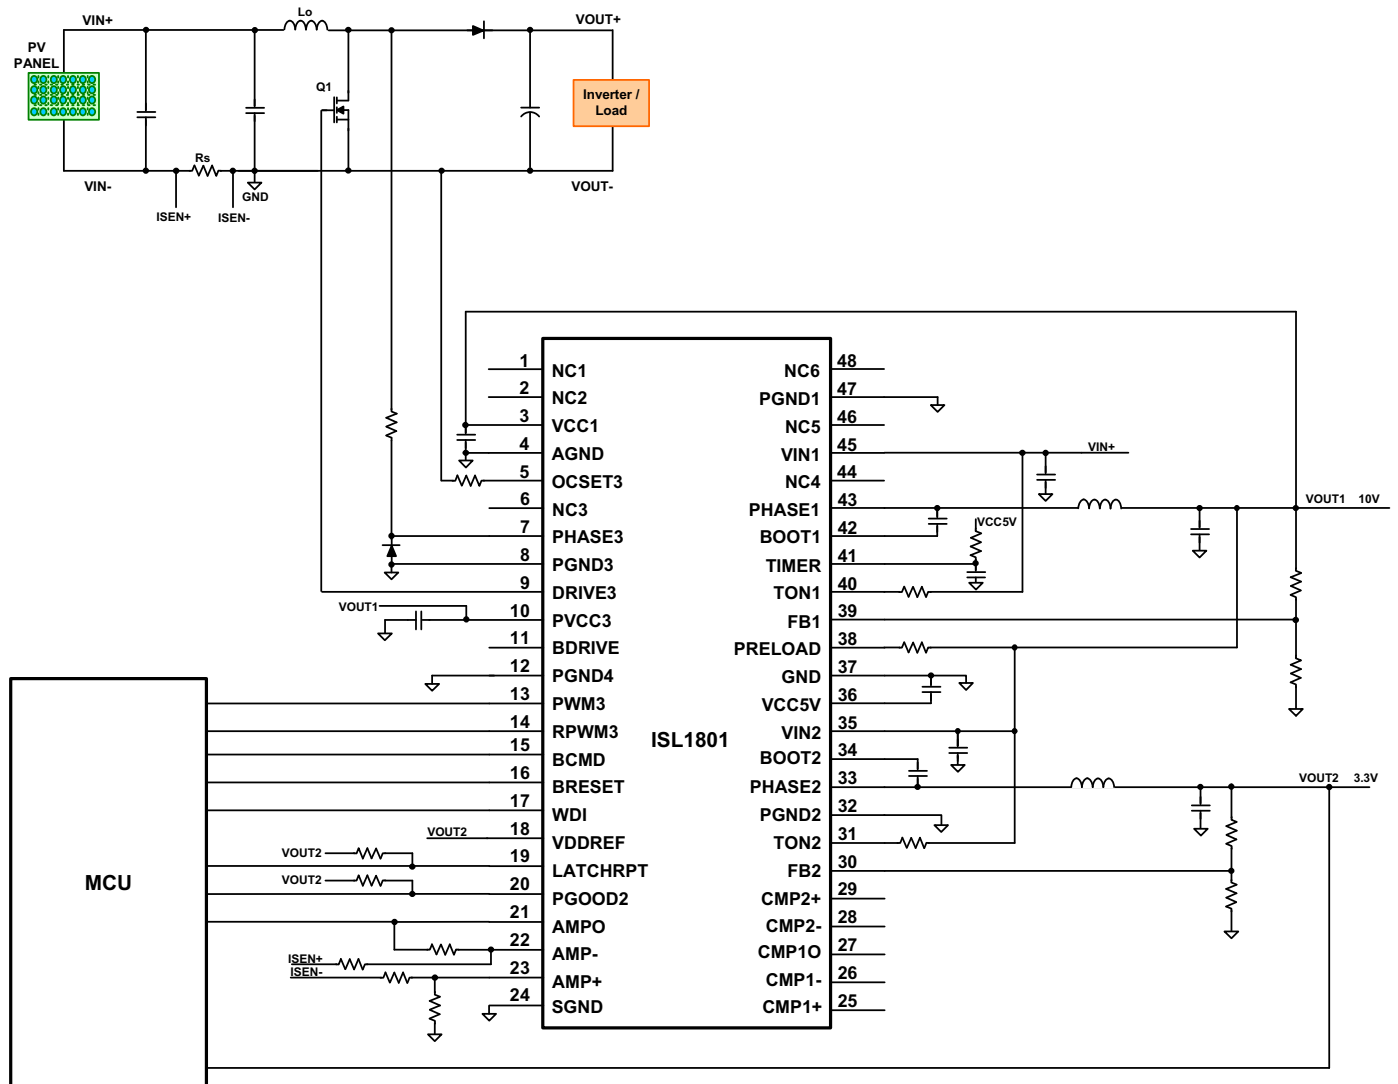 VIN+
Lo
VOUT+
PV
PANEL
Q1
Inverter /
Load
Rs
VIN-
GND
VOUT-
ISEN+
ISEN-
1
NC1
2
NC2
3
VCC1
4
AGND
5
OCSET3
6
NC3
7
PHASE3
8
PGND3
9
DRIVE3
VOUT1
10
PVCC3
11
BDRIVE
12
PGND4
13
PWM3
14
RPWM3
15
BCMD
16
BRESET
17
WDI
VOUT2
18
VDDREF
VOUT2
19
LATCHRPT
VOUT2
20
PGOOD2
21
AMPO
22
AMP-
ISEN+
ISEN-
23
AMP+
24
SGND
MCU
ISL1801
NC6
48
PGND1
47
NC5
46
VIN1
45
VIN+
NC4
44
PHASE1
43
VOUT1 10V
BOOT1
42
VCC5V
TIMER
41
TON1
40
FB1
39
PRELOAD
38
GND
37
VCC5V
36
VIN2
35
BOOT2
34
PHASE2
33
VOUT2 3.3V
PGND2
32
TON2
31
FB2
30
CMP2+
29
CMP2-
28
CMP1O
27
CMP1-
26
CMP1+
25